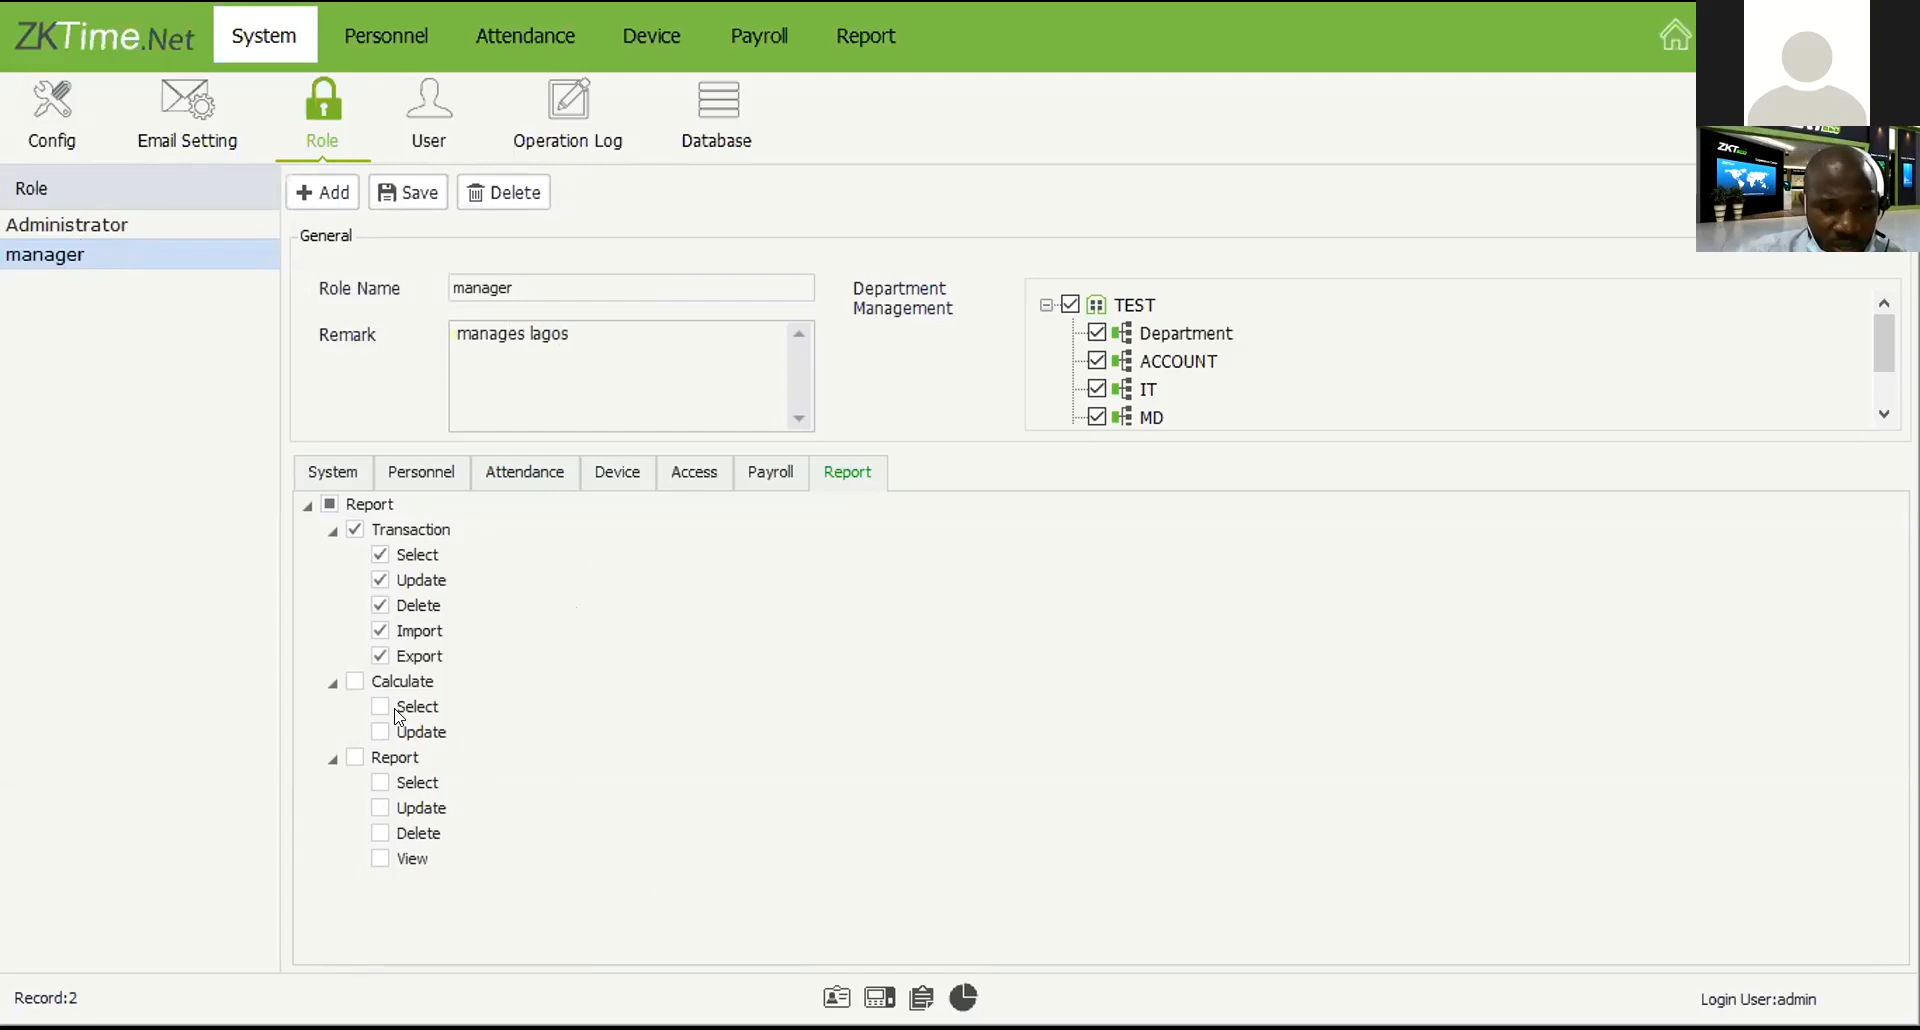 ZKTime.Net System Personnel Attendance Device Payroll Report
Config Email Setting Role User Operation Log Database
ZKT
Role
Add Save Delete
Administrator
manager
General
Role Name manager
Department Management
Remark manages lagos
TEST
Department
ACCOUNT
IT
MD
System Personnel Attendance Device Access Payroll Report
Report
Transaction
Select
Update
Delete
Import
Export
Calculate
Select
Update
Report
Select
Update
Delete
View
Record:2
Login User:admin